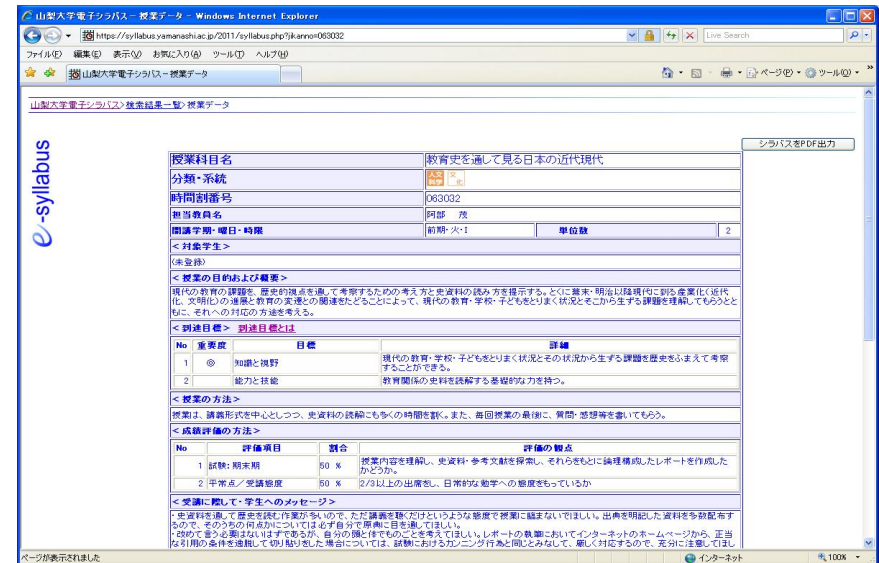 山梨大学電子シラバス - 授業データ - Windows Internet Explorer
https://syllabus.yamanashi.ac.jp/2011/syllabus.php?jikanno=063032
Live Search
ファイル(F) 編集(E) 表示(V) お気に入り(A) ツール(T) ヘルプ(H)
山梨大学電子シラバス - 授業データ
ページ(P) ツール(O)
山梨大学電子シラバス>検索結果一覧>授業データ
シラバスをPDF出力
e-syllabus
授業科目名 教育史を通して見る日本の近代現代
分類・系統 人文科学 文化
時間割番号 063032
担当教員名 阿部 茂
開講学期・曜日・時限 前期・火・I 単位数 2
<対象学生>
(未登録)
<授業の目的および概要>
現代の教育の課題を、歴史的視点を通して考察するための考え方と史資料の読み方を提示する。とくに幕末・明治以降現代に到る産業化(近代
化、文明化)の進展と教育の変遷との関連をたどることによって、現代の教育・学校・子どもをとりまく状況とそこから生ずる課題を理解してもらうとと
もに、それへの対応の方途を考える。
<到達目標> 到達目標とは
No 重要度 目標 詳細
1 ◎ 知識と視野 現代の教育・学校・子どもをとりまく状況とその状況から生ずる課題を歴史をふまえて考察
することができる。
2 能力と技能 教育関係の史料を読解する基礎的な力を持つ。
<授業の方法>
授業は、講義形式を中心としつつ、史資料の読解にも多くの時間を割く。また、毎回授業の最後に、質問・感想等を書いてもらう。
<成績評価の方法>
No 評価項目 割合 評価の観点
1 試験:期末期 50 % 授業内容を理解し、史資料・参考文献を探索し、それらをもとに論理構成したレポートを作成した
かどうか。
2 平常点/受講態度 50 % 2/3以上の出席をし、日常的な勉学への態度をもっているか
<受講に際して・学生へのメッセージ>
・史資料を通して歴史を読む作業が多いので、ただ講義を聴くだけというような態度で授業に臨まないでほしい。出典を明記した資料を多数配布す
るので、そのうちの何点かについては必ず自分で原典に目を通してほしい。
・改めて言う必要はないはずであるが、自分の頭と体でものごとを考えてほしい。レポートの執筆においてインターネットのホームページから、正当
な引用の条件を逸脱して切り貼りをした場合については、試験におけるカンニング行為と同じとみなして、厳しく対応するので、充分に注意してほし
ページが表示されました インターネット 100%